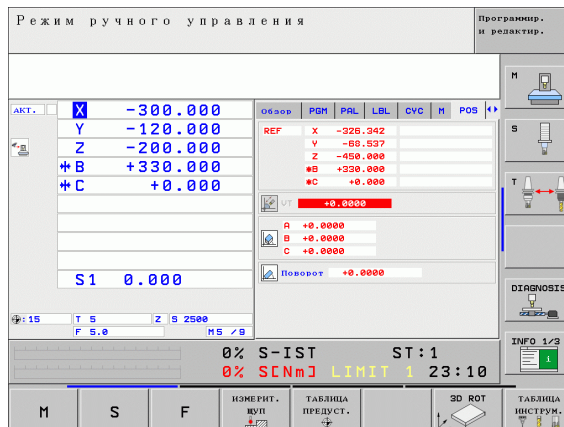 Режим ручного управления
Программир.
и редактир.
АКТ.
X -300.000
Y -120.000
Z -200.000
B +330.000
C +0.000
S1 0.000
:15 T 5 Z S 2500
F 5.0 M5 /9
Обзор PGM PAL LBL CYC M POS
REF X -326.342
Y -68.537
Z -450.000
*B +330.000
*C +0.000
VT +0.0000
A +0.0000
B +0.0000
C +0.0000
Поворот +0.0000
M
S
T
DIAGNOSIS
INFO 1/3
0% S-IST ST:1
0% S[Nm] LIMIT 1 23:10
M
S
F
ИЗМЕРИТ.
ЩУП
ТАБЛИЦА
ПРЕДУСТ.
3D ROT
ТАБЛИЦА
ИНСТРУМ.